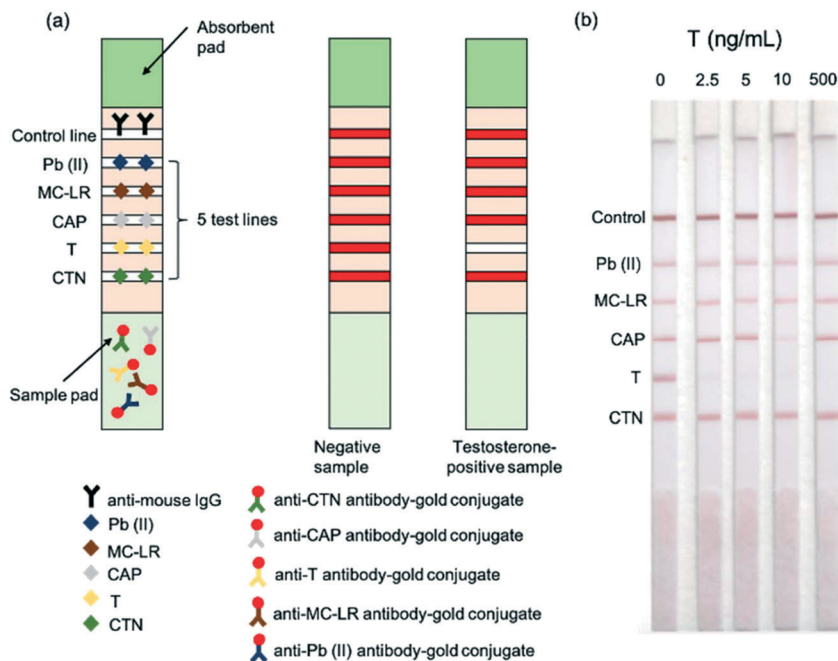 (a)
Absorbent
pad
Control line
Pb (II)
MC-LR
CAP
T
CTN
5 test lines
Sample pad
Negative
sample
Testosterone-
positive sample
anti-mouse IgG
Pb (II)
MC-LR
CAP
T
CTN
anti-CTN antibody-gold conjugate
anti-CAP antibody-gold conjugate
anti-T antibody-gold conjugate
anti-MC-LR antibody-gold conjugate
anti-Pb (II) antibody-gold conjugate
(b)
T (ng/mL)
0 2.5 5 10 500
Control
Pb (II)
MC-LR
CAP
T
CTN